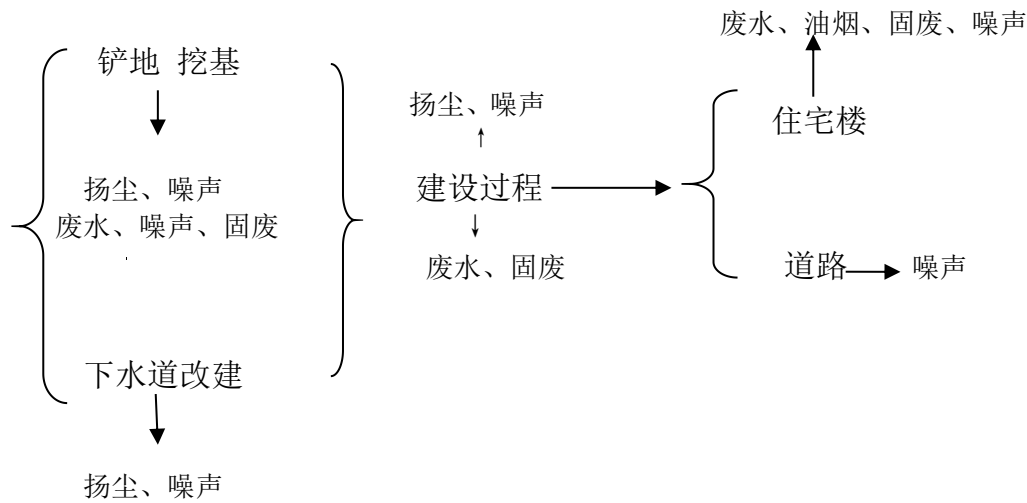 废水、油烟、固废、噪声
铲地 挖基
扬尘、噪声
住宅楼
扬尘、噪声
废水、噪声、固废
建设过程
废水、固废
道路
噪声
下水道改建
扬尘、噪声